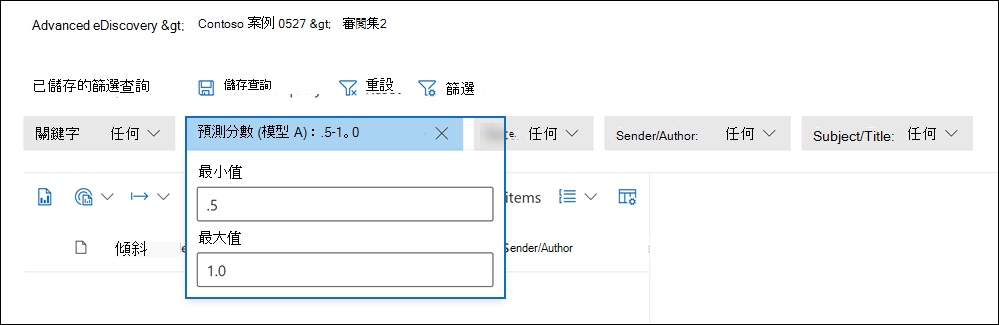 Advanced eDiscovery &gt; Contoso 案例 0527 &gt; 審閱集2
已儲存的篩選查詢 儲存查詢 重設 篩選
關鍵字 任何 預測分數 (模型 A)：.5-1。0 任何 Sender/Author: 任何 Subject/Title: 任何
最小值
.5
items
最大值
傾斜 Sender/Author
1.0